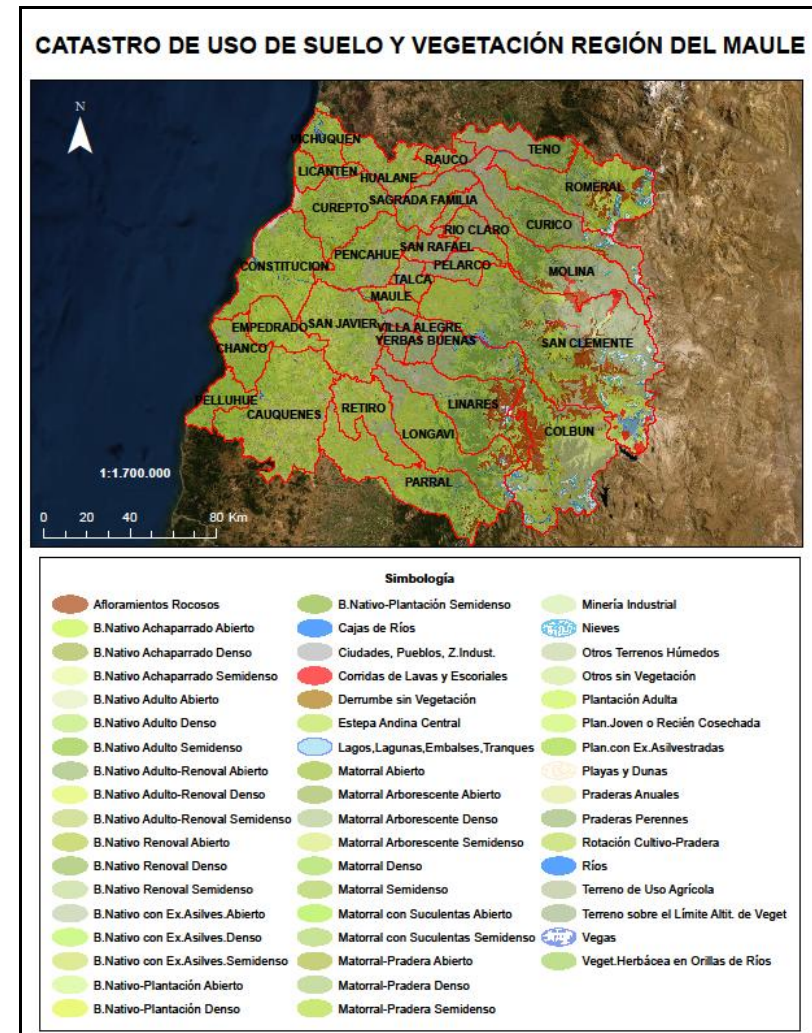 CATASTRO DE USO DE SUELO Y VEGETACIÓN REGIÓN DEL MAULE
N
VICHUQUEN
TENO
RAUCO
LICANTEN
HUALANE
ROMERAL
SAGRADA FAMILIA
CUREPTO
CURICO
RIO CLARO
SAN RAFAEL
PENCAHUE
PELARCO
CONSTITUCION
MOLINA
TALCA
MAULE
EMPEDRADO
SAN JAVIER
VILLA ALEGRE
YERBAS BUENAS
SAN CLEMENTE
CHANCO
PELLUHUE
CAUQUENES
RETIRO
LINARES
LONGAVI
COLBUN
PARRAL
1:1.700.000
0 20 40 80 Km
Simbología
Afloramientos Rocosos
B.Nativo Achaparrado Abierto
B.Nativo Achaparrado Denso
B.Nativo Achaparrado Semidenso
B.Nativo Adulto Abierto
B.Nativo Adulto Denso
B.Nativo Adulto Semidenso
B.Nativo Adulto-Renoval Abierto
B.Nativo Adulto-Renoval Denso
B.Nativo Adulto-Renoval Semidenso
B.Nativo Renoval Abierto
B.Nativo Renoval Denso
B.Nativo Renoval Semidenso
B.Nativo con Ex.Asilves.Abierto
B.Nativo con Ex.Asilves.Denso
B.Nativo con Ex.Asilves.Semidenso
B.Nativo-Plantación Abierto
B.Nativo-Plantación Denso
B.Nativo-Plantación Semidenso
Cajas de Ríos
Ciudades, Pueblos, Z.Indust.
Corridas de Lavas y Escoriales
Derrumbe sin Vegetación
Estepa Andina Central
Lagos,Lagunas,Embalses,Tranques
Matorral Abierto
Matorral Arborescente Abierto
Matorral Arborescente Denso
Matorral Arborescente Semidenso
Matorral Denso
Matorral Semidenso
Matorral con Suculentas Abierto
Matorral con Suculentas Semidenso
Matorral-Pradera Abierto
Matorral-Pradera Denso
Matorral-Pradera Semidenso
Minería Industrial
Nieves
Otros Terrenos Húmedos
Otros sin Vegetación
Plantación Adulta
Plan.Joven o Recién Cosechada
Plan.con Ex.Asilvestradas
Playas y Dunas
Praderas Anuales
Praderas Perennes
Rotación Cultivo-Pradera
Ríos
Terreno de Uso Agrícola
Terreno sobre el Límite Altit. de Veget
Vegas
Veget.Herbácea en Orillas de Ríos